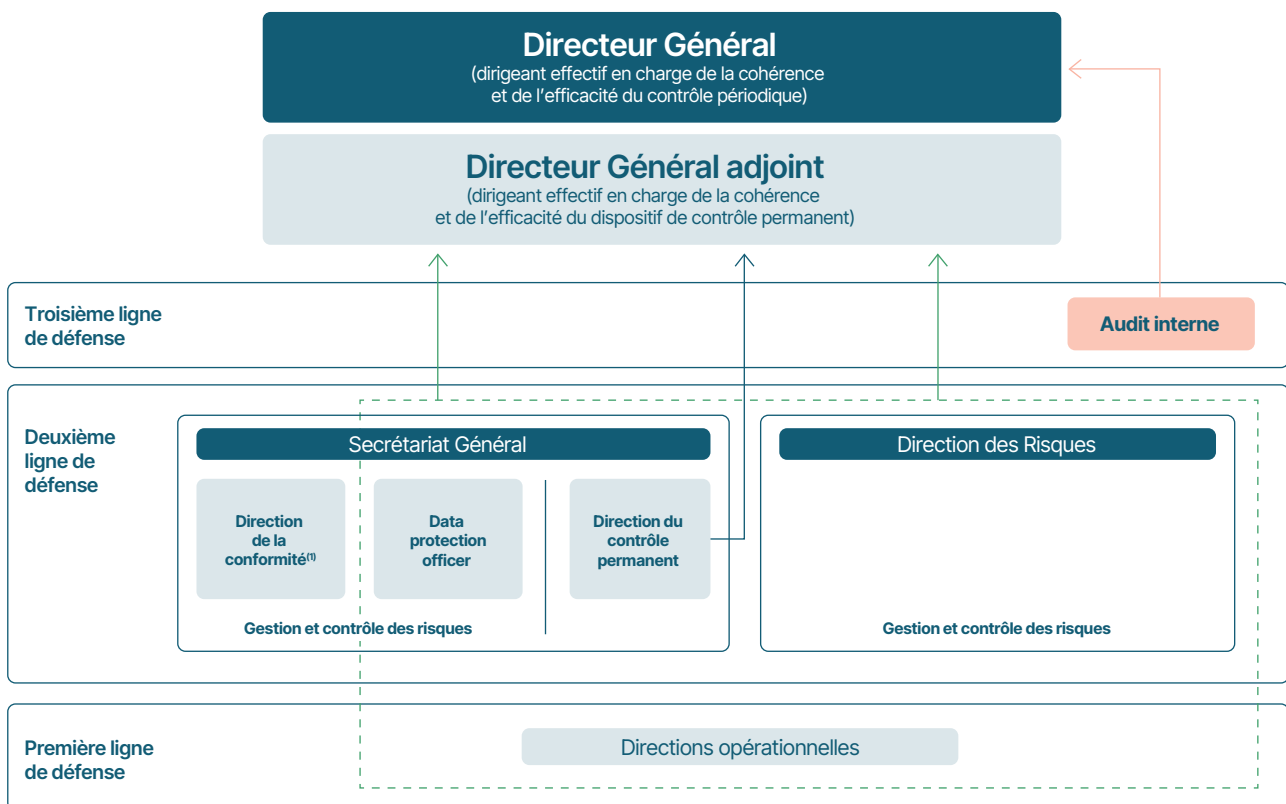 Directeur Général
(dirigeant effectif en charge de la cohérence
et de l’efficacité du contrôle périodique)
Directeur Général adjoint
(dirigeant effectif en charge de la cohérence
et de l’efficacité du dispositif de contrôle permanent)
Troisième ligne
de défense
Audit interne
Deuxième
ligne de
défense
Secrétariat Général
Direction
de la
conformité⁽¹⁾
Data
protection
officer
Direction du
contrôle
permanent
Gestion et contrôle des risques
Direction des Risques
Gestion et contrôle des risques
Première ligne
de défense
Directions opérationnelles